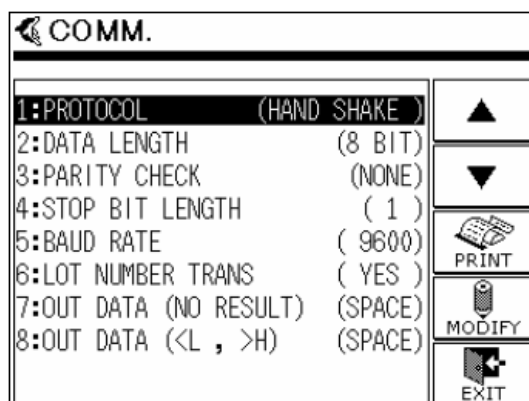 COMM.
1:PROTOCOL (HAND SHAKE )
2:DATA LENGTH (8 BIT)
3:PARITY CHECK (NONE)
4:STOP BIT LENGTH ( 1 )
5:BAUD RATE ( 9600)
6:LOT NUMBER TRANS ( YES )
7:OUT DATA (NO RESULT) (SPACE)
8:OUT DATA (<L , >H) (SPACE)
PRINT
MODIFY
EXIT